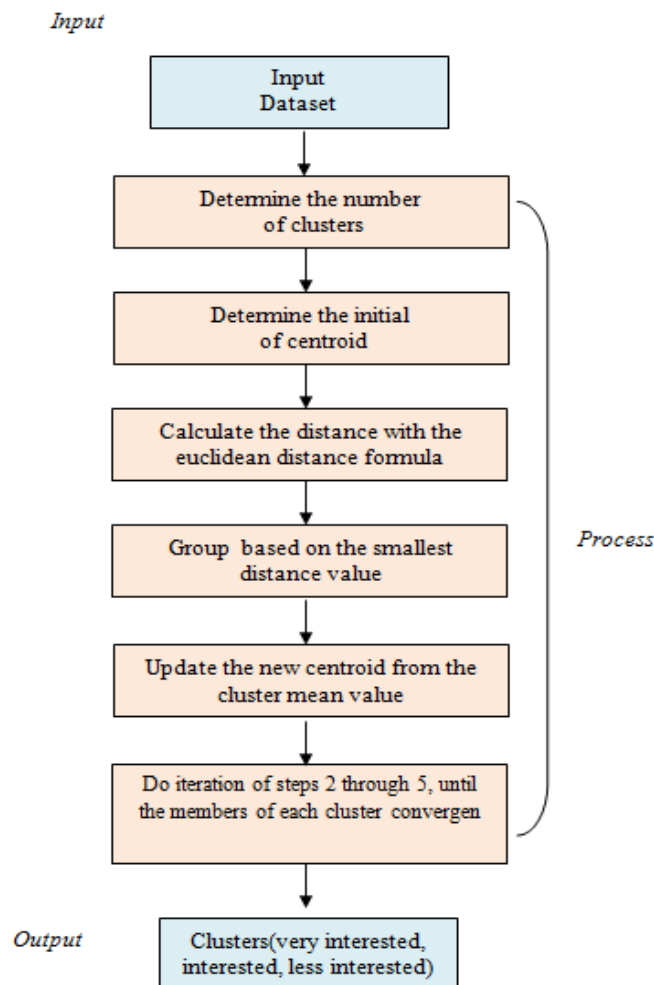 Input
Input
Dataset
Determine the number
of clusters
Determine the initial
of centroid
Calculate the distance with the
euclidean distance formula
Group based on the smallest
distance value
Process
Update the new centroid from the
cluster mean value
Do iteration of steps 2 through 5, until
the members of each cluster convergen
Output
Clusters(very interested,
interested, less interested)